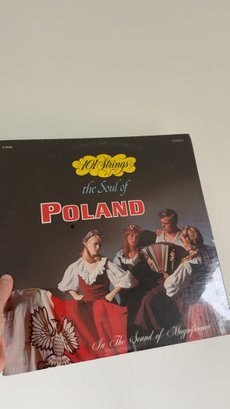 101 Strings
the Soul of
POLAND
In The Sound of Magnificence